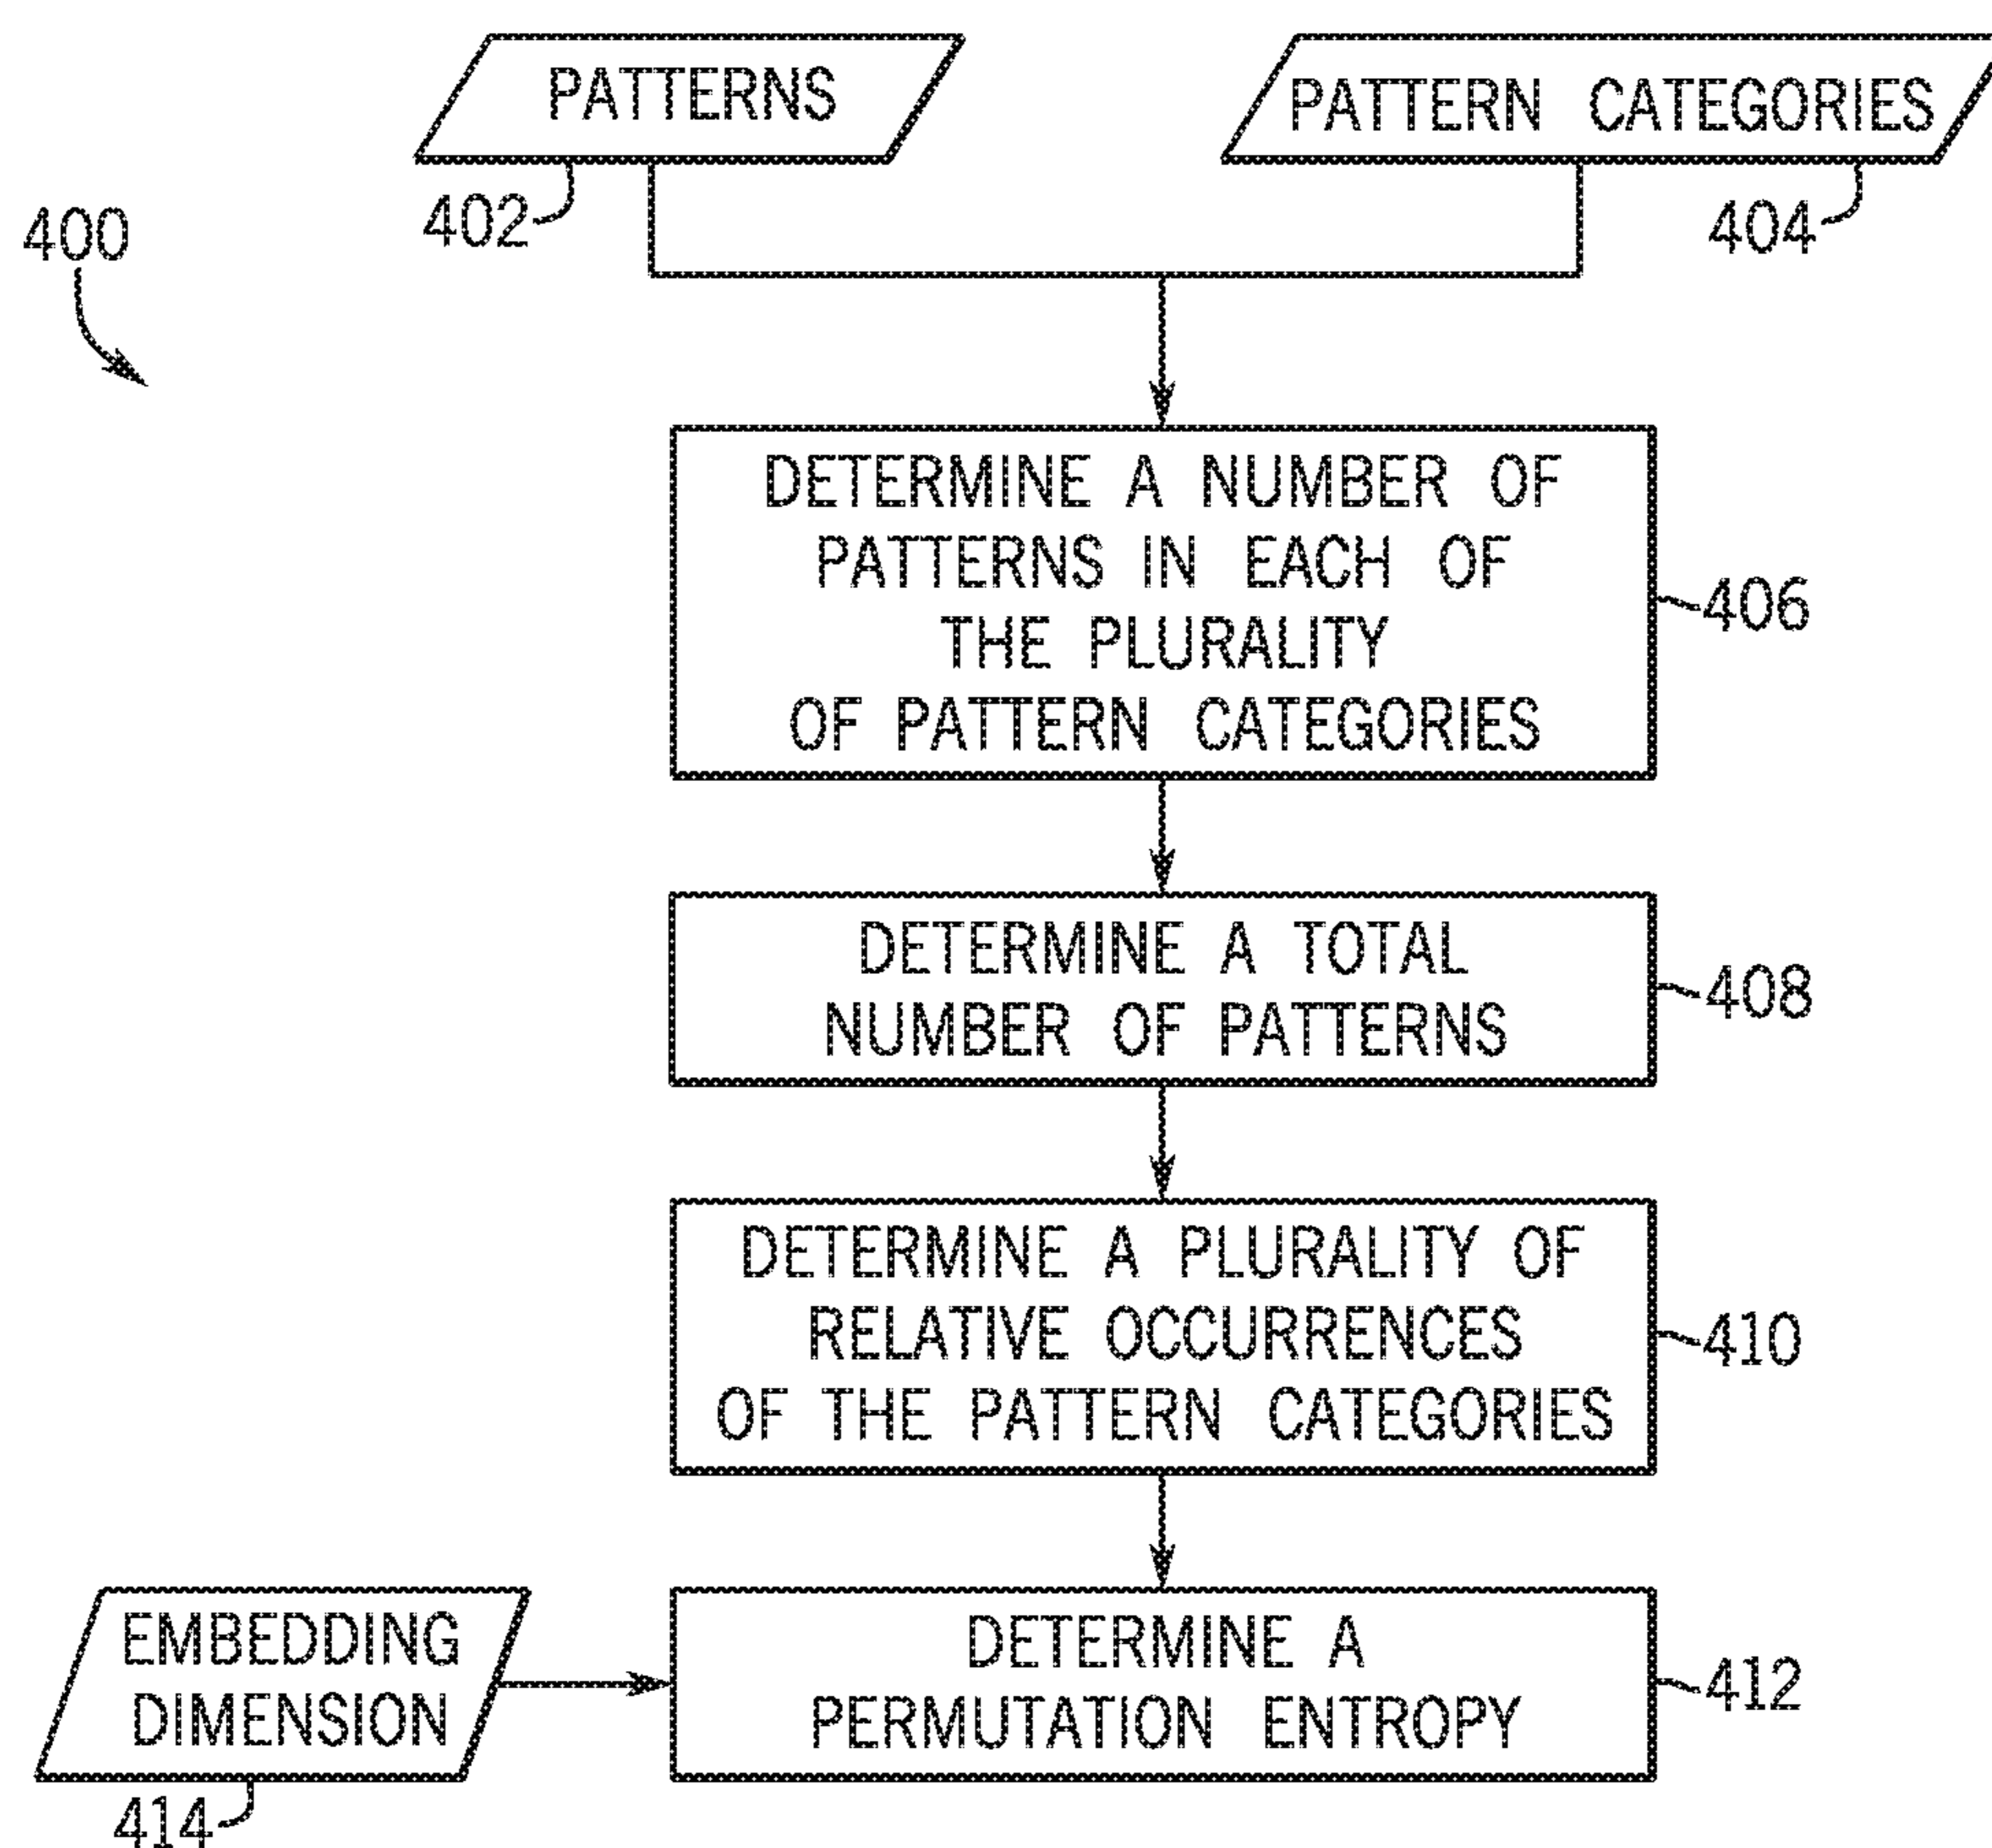 PATTERNS
PATTERN CATEGORIES
402
404
400
DETERMINE A NUMBER OF
PATTERNS IN EACH OF
THE PLURALITY
OF PATTERN CATEGORIES
406
DETERMINE A TOTAL
NUMBER OF PATTERNS
408
DETERMINE A PLURALITY OF
RELATIVE OCCURRENCES
OF THE PATTERN CATEGORIES
410
EMBEDDING
DIMENSION
414
DETERMINE A
PERMUTATION ENTROPY
412